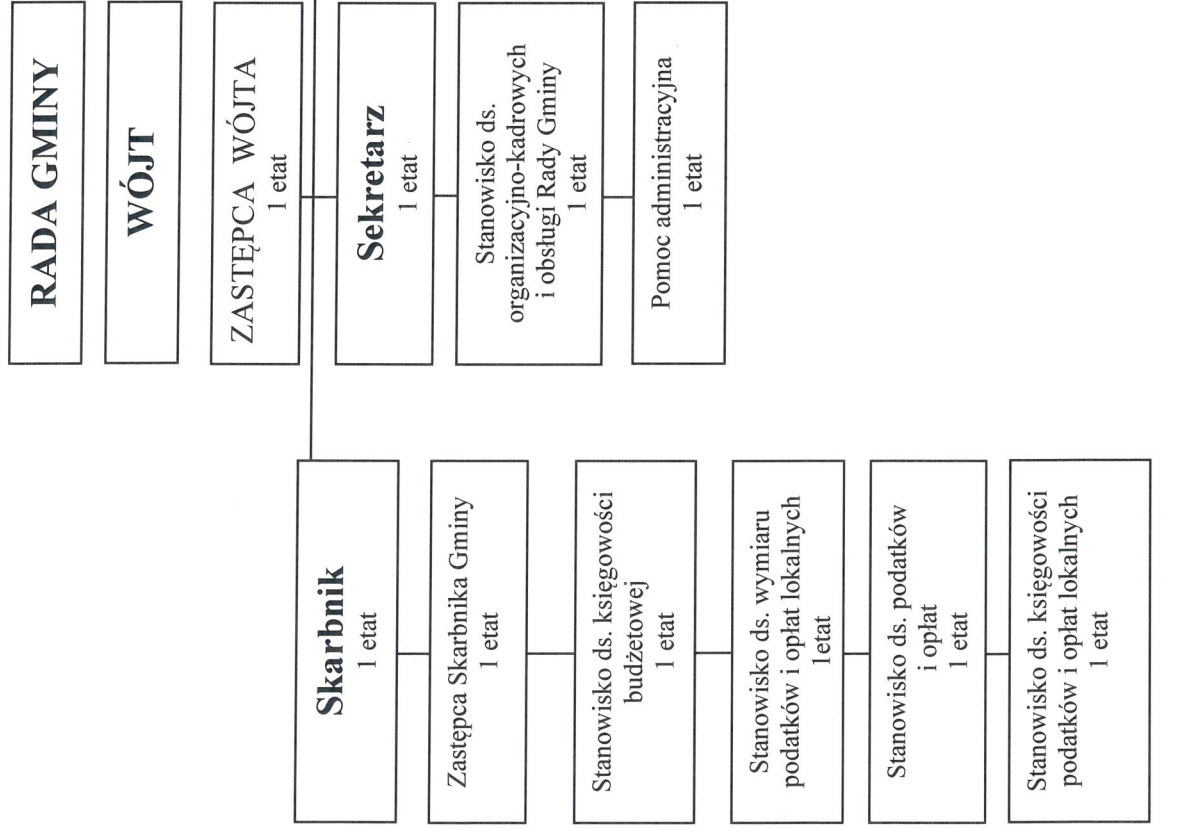 RADA GMINY
WÓJT
ZASTĘPCA WÓJTA
1 etat
Sekretarz
1 etat
Stanowisko ds.
organizacyjno-kadrowych
i obsługi Rady Gminy
1 etat
Pomoc administracyjna
1 etat
Skarbnik
1 etat
Zastępca Skarbnika Gminy
1 etat
Stanowisko ds. księgowości
budżetowej
1 etat
Stanowisko ds. wymiaru
podatków i opłat lokalnych
1etat
Stanowisko ds. podatków
i opłat
1 etat
Stanowisko ds. księgowości
podatków i opłat lokalnych
1 etat